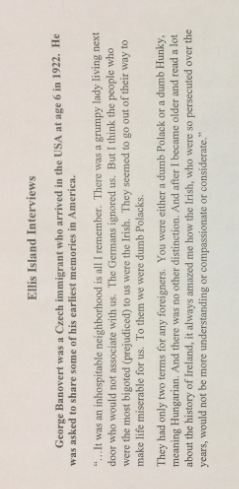 Ellis Island Interviews
George Banovert was a Czech immigrant who arrived in the USA at age 6 in 1922. He
was asked to share some of his earliest memories in America.
"…It was an inhospitable neighborhood is all I remember. There was a grumpy lady living next
door who would not associate with us. The Germans ignored us. But I think the people who
were the most bigoted (prejudiced) to us were the Irish. They seemed to go out of their way to
make life miserable for us. To them we were dumb Polacks.
They had only two terms for any foreigners. You were either a dumb Polack or a dumb Hunky,
meaning Hungarian. And there was no other distinction. And after I became older and read a lot
about the history of Ireland, it always amazed me how the Irish, who were so persecuted over the
years, would not be more understanding or compassionate or considerate."